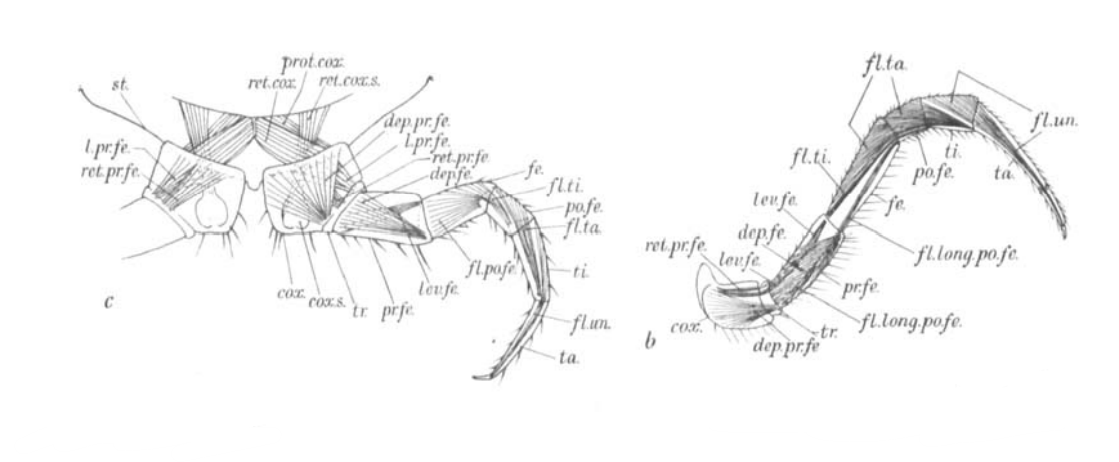 prot.cox.
ret.cox.
ret.cox.s.
st.
dep.pr.fe.
l.pr.fe.
l.pr.fe.
ret.pr.fe.
ret.pr.fe
dep.fe.
fe.
fl.ti.
po.fe.
fl.ta.
fl.po.fe.
ti.
lev.fe.
c
cox.
cox.s.
tr.
pr.fe.
fl.un.
ta.
fl.ta.
fl.un.
fl.ti.
ti.
po.fe.
ta.
lev.fe.
fe.
dep.fe.
ret.pr.fe.
lev.fe.
fl.long.po.fe.
pr.fe.
cox.
tr.
fl.long.po.fe.
b
dep.pr.fe